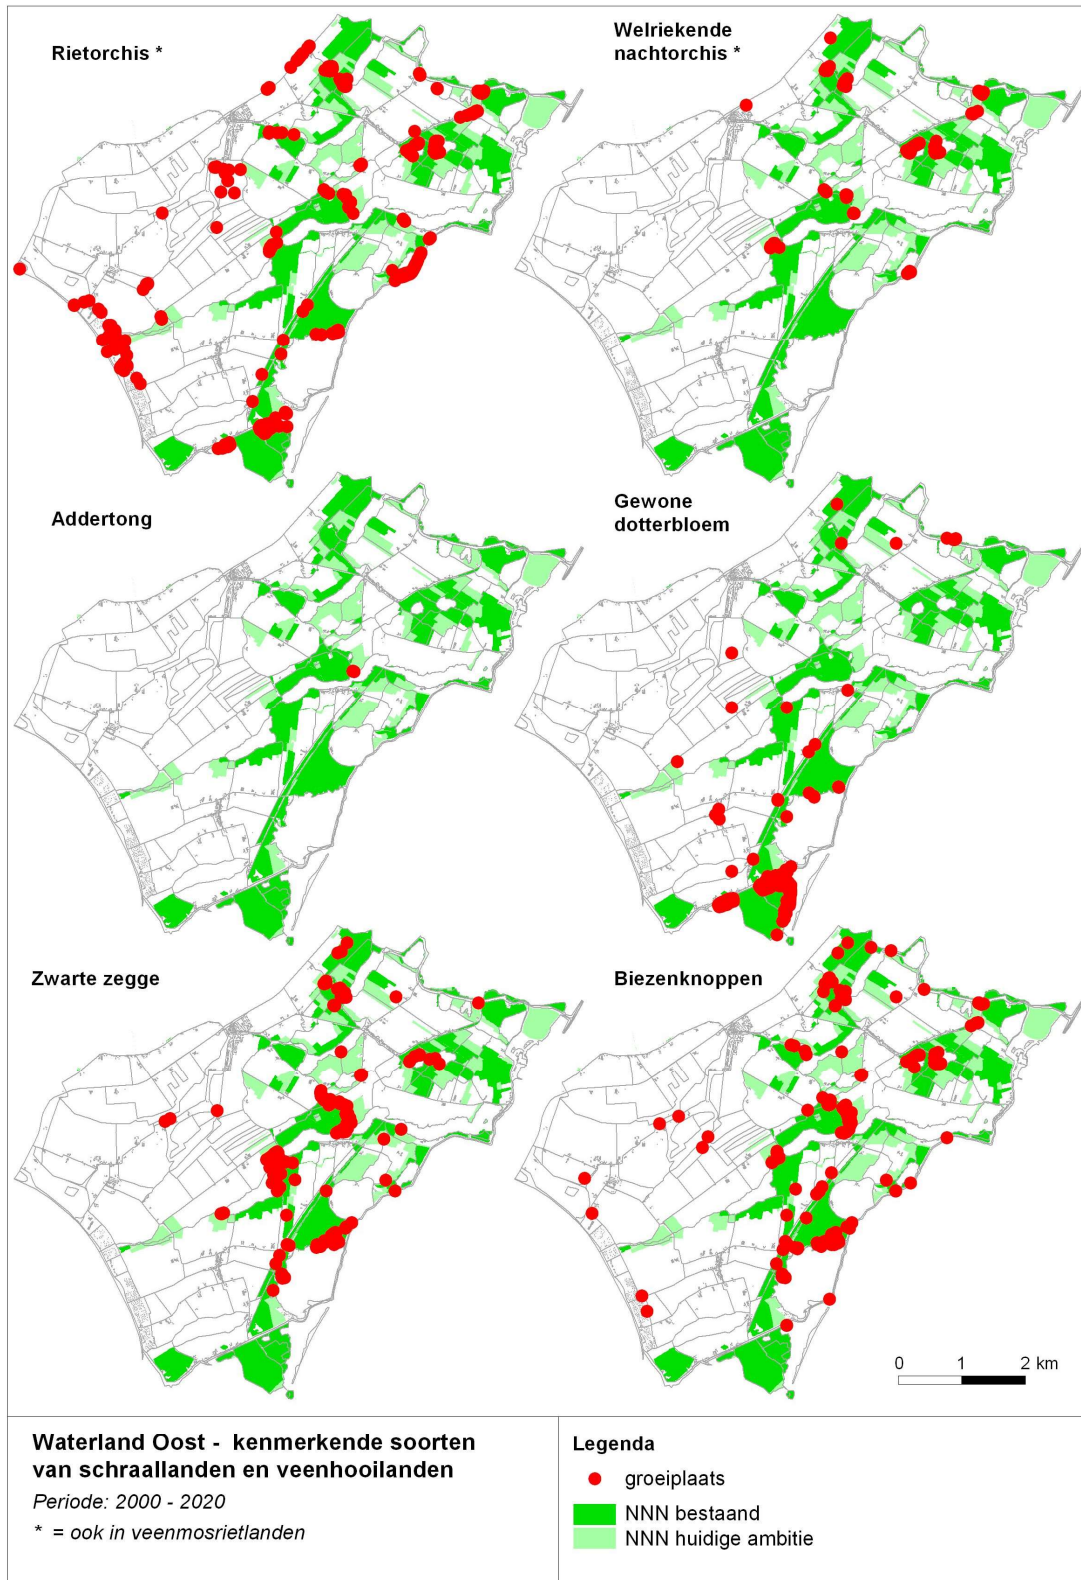 Rietorchis *
Welriekende
nachtorchis *
Addertong
Gewone
dotterbloem
Zwarte zegge
Biezenknoppen
0 1 2 km
Waterland Oost - kenmerkende soorten
van schraallanden en veenhooilanden
Periode: 2000 - 2020
* = ook in veenmosrietlanden
Legenda
groeiplaats
NNN bestaand
NNN huidige ambitie